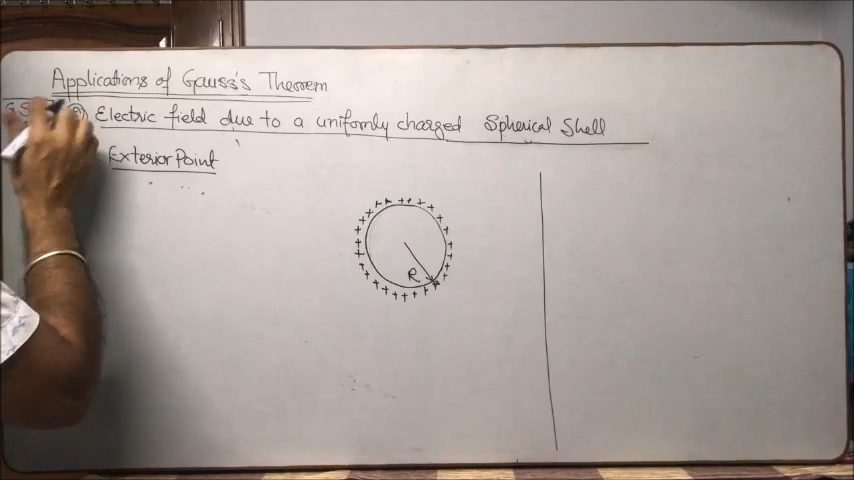 Applications of Gauss's Theorem
G.S Electric field due to a uniformly charged Spherical Shell
Exterior Point
R